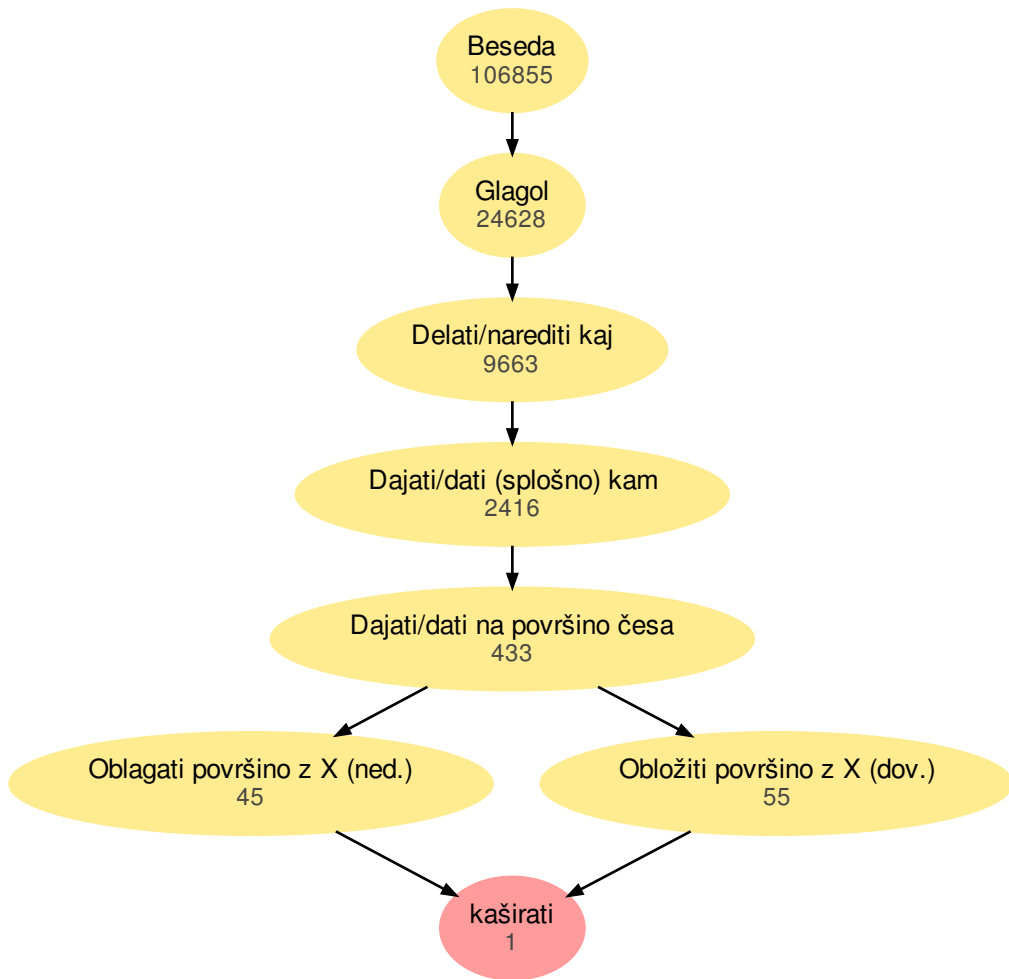 Beseda
106855
Glagol
24628
Delati/narediti kaj
9663
Dajati/dati (splošno) kam
2416
Dajati/dati na površino česa
433
Oblagati površino z X (ned.)
45
Obložiti površino z X (dov.)
55
kaširati
1